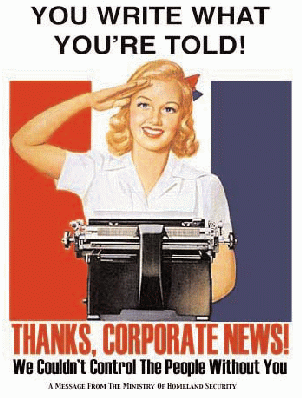 YOU WRITE WHAT
YOU'RE TOLD!
THANKS, CORPORATE NEWS!
We Couldn't Control The People Without You
A MESSAGE FROM THE MINISTRY OF HOMELAND SECURITY